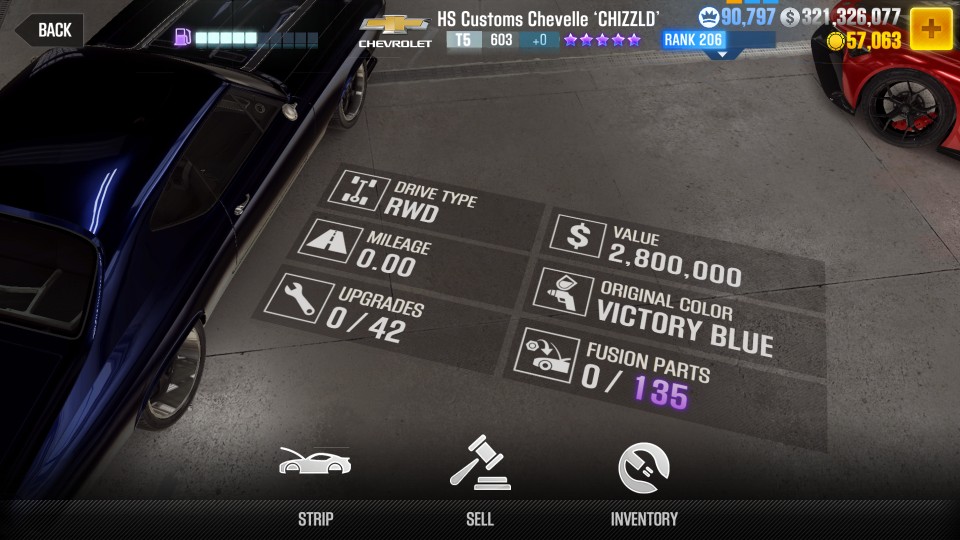 BACK
HS Customs Chevelle ‘CHIZZLD’
90,797
321,326,077
CHEVROLET
T5
603
+0
RANK 206
57,063
DRIVE TYPE
RWD
MILEAGE
0.00
UPGRADES
0 / 42
VALUE
2,800,000
ORIGINAL COLOR
VICTORY BLUE
FUSION PARTS
0 / 135
STRIP
SELL
INVENTORY